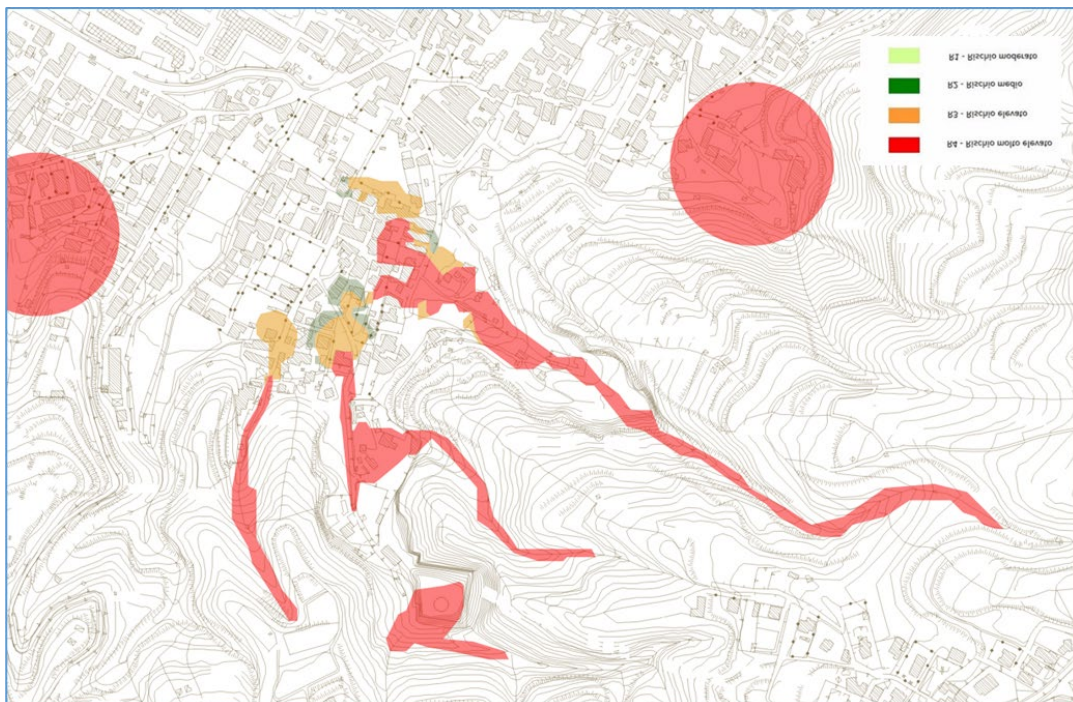 R1 - Rischio moderato
R2 - Rischio medio
R3 - Rischio elevato
R4 - Rischio molto elevato